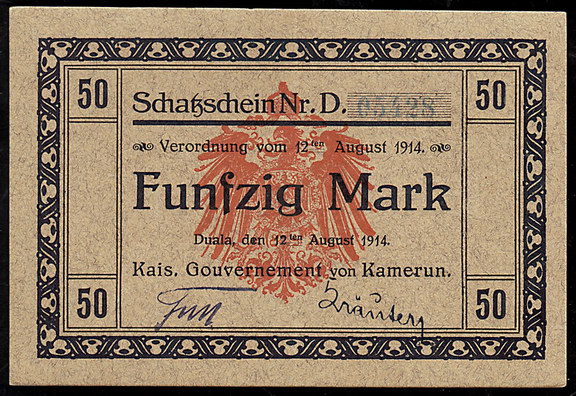 50 50
Schatzschein Nr. D. 05428
Verordnung vom 12ten August 1914.
Funfzig Mark
Duala, den 12ten August 1914.
Kais. Gouvernement von Kamerun.
50 50